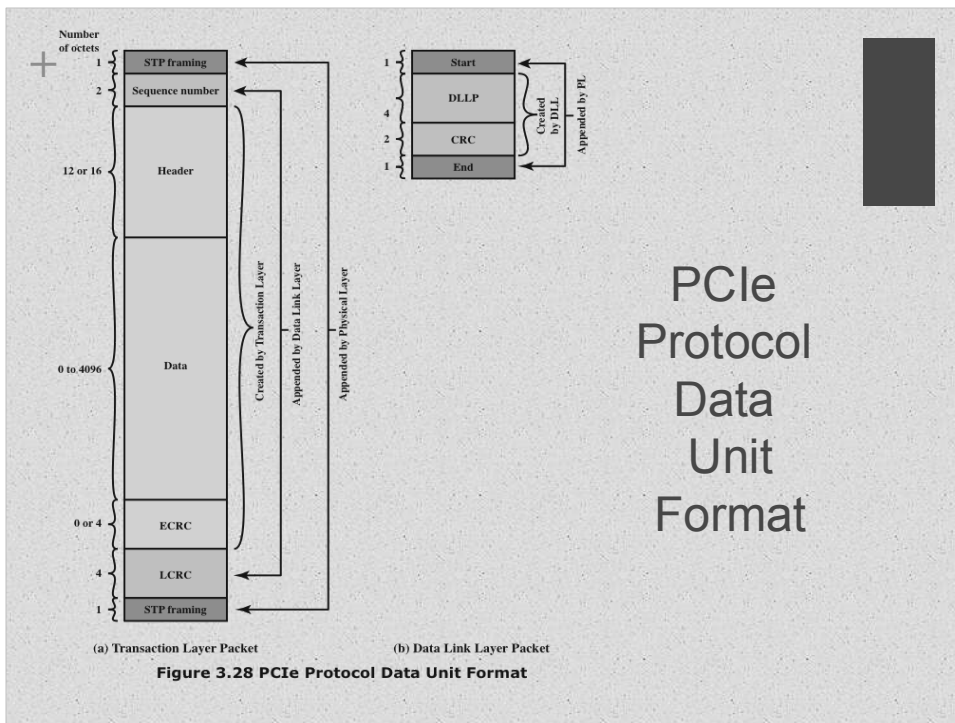 Number
of octets
1
STP framing
2
Sequence number
12 or 16
Header
0 to 4096
Data
0 or 4
ECRC
4
LCRC
1
STP framing
Created by Transaction Layer
Appended by Data Link Layer
Appended by Physical Layer
(a) Transaction Layer Packet
1
Start
4
DLLP
2
CRC
1
End
Created
by DLL
Appended by PL
(b) Data Link Layer Packet
Figure 3.28 PCIe Protocol Data Unit Format
PCIe
Protocol
Data
Unit
Format